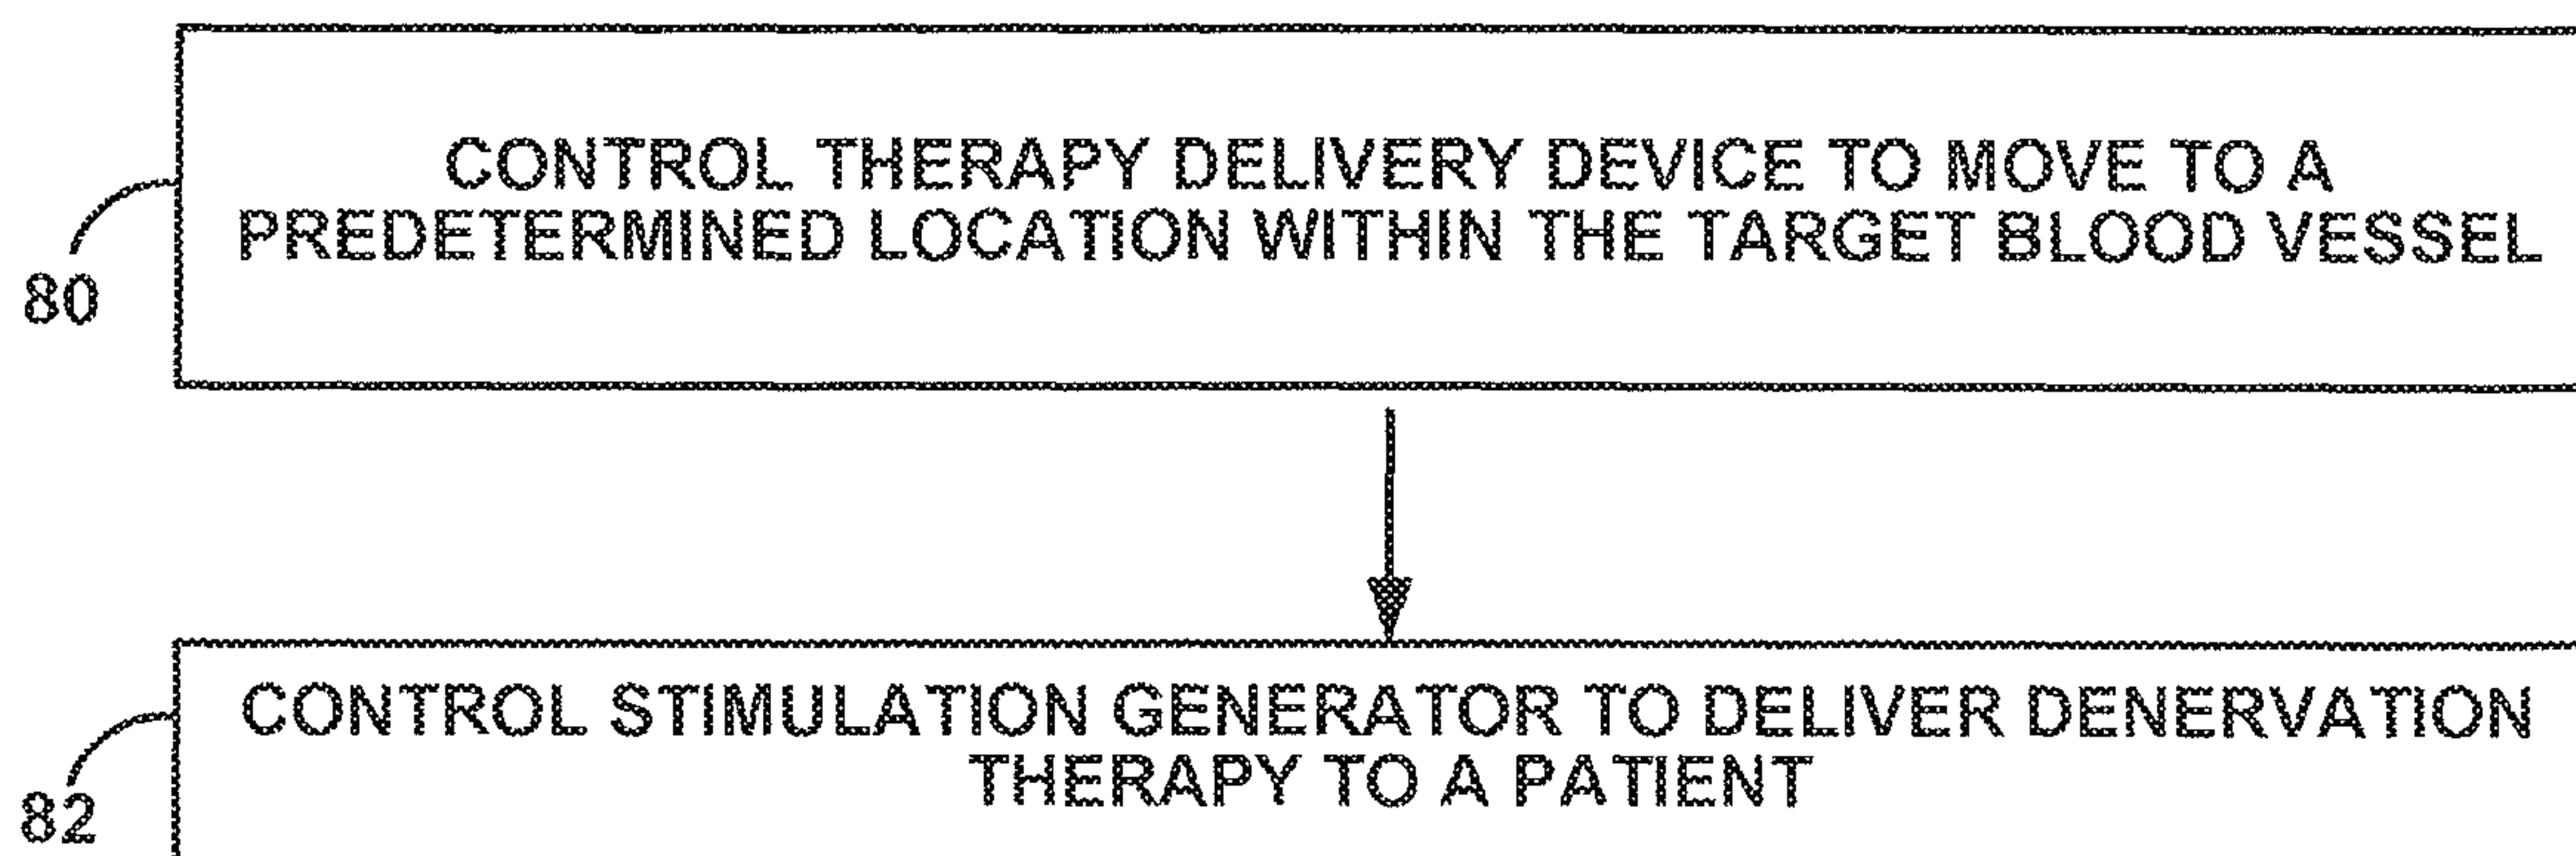 CONTROL THERAPY DELIVERY DEVICE TO MOVE TO A
PREDETERMINED LOCATION WITHIN THE TARGET BLOOD VESSEL
80
CONTROL STIMULATION GENERATOR TO DELIVER DENERVATION
THERAPY TO A PATIENT
82